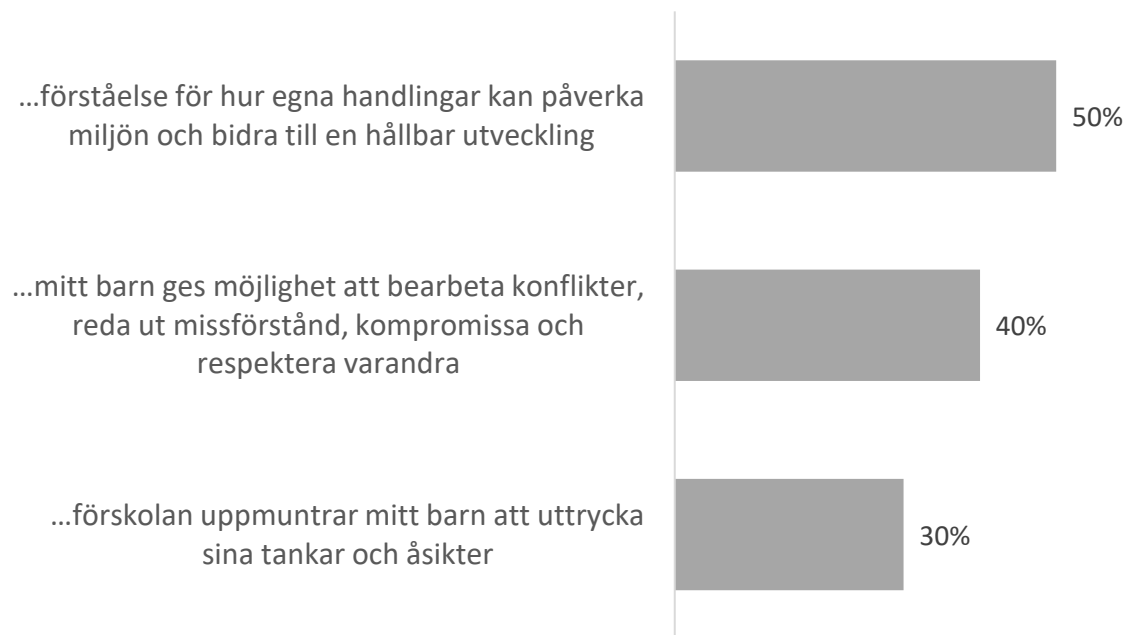 ...förståelse för hur egna handlingar kan påverka
miljön och bidra till en hållbar utveckling
50%
...mitt barn ges möjlighet att bearbeta konflikter,
reda ut missförstånd, kompromissa och
respektera varandra
40%
...förskolan uppmuntrar mitt barn att uttrycka
sina tankar och åsikter
30%